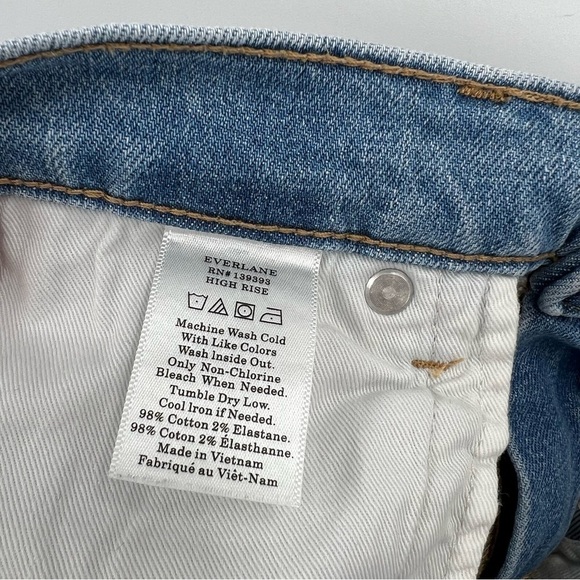 EVERLANE
RN# 139393
HIGH RISE
Machine Wash Cold
With Like Colors
Wash Inside Out.
Only Non-Chlorine
Bleach When Needed.
Tumble Dry Low.
Cool Iron if Needed.
98% Cotton 2% Elastane.
98% Coton 2% Élasthanne.
Made in Vietnam
Fabriqué au Viêt-Nam